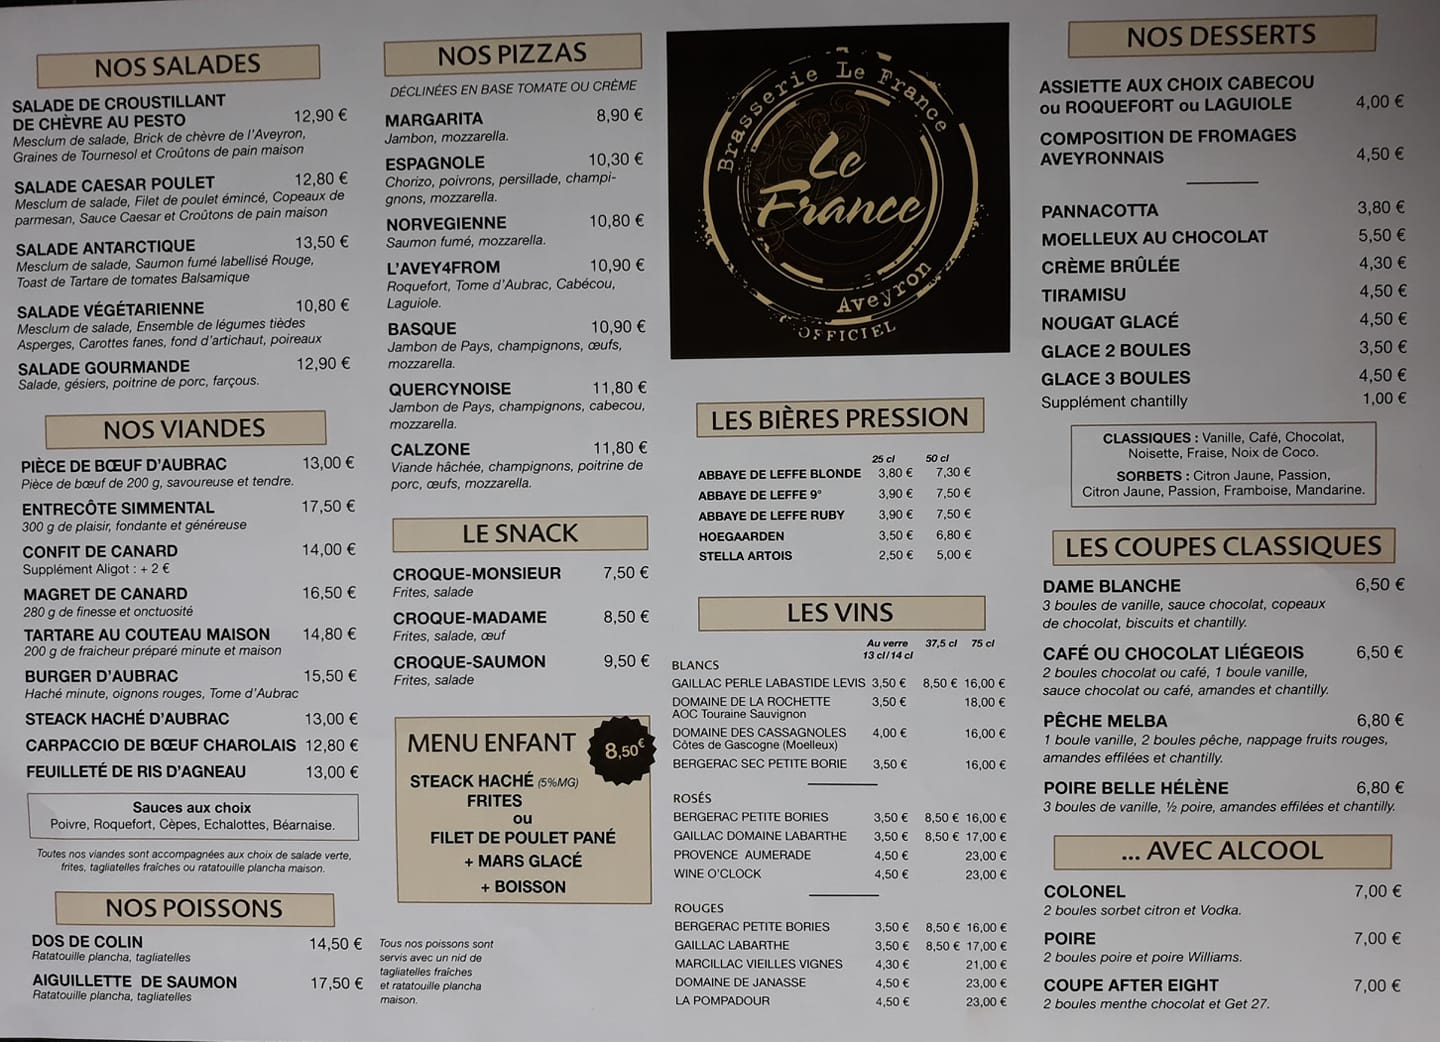 NOS SALADES
SALADE DE CROUSTILLANT
DE CHÈVRE AU PESTO 12,90 €
Mesclum de salade, Brick de chèvre de l'Aveyron,
Graines de Tournesol et Croûtons de pain maison
SALADE CAESAR POULET 12,80 €
Mesclum de salade, Filet de poulet émincé, Copeaux de
parmesan, Sauce Caesar et Croûtons de pain maison
SALADE ANTARCTIQUE 13,50 €
Mesclum de salade, Saumon fumé labellisé Rouge,
Toast de Tartare de tomates Balsamique
SALADE VÉGÉTARIENNE 10,80 €
Mesclum de salade, Ensemble de légumes tièdes
Asperges, Carottes fanes, fond d'artichaut, poireaux
SALADE GOURMANDE 12,90 €
Salade, gésiers, poitrine de porc, farçous.
NOS VIANDES
PIÈCE DE BŒUF D'AUBRAC 13,00 €
Pièce de bœuf de 200 g, savoureuse et tendre.
ENTRECÔTE SIMMENTAL 17,50 €
300 g de plaisir, fondante et généreuse
CONFIT DE CANARD 14,00 €
Supplément Aligot : + 2 €
MAGRET DE CANARD 16,50 €
280 g de finesse et onctuosité
TARTARE AU COUTEAU MAISON 14,80 €
200 g de fraicheur préparé minute et maison
BURGER D'AUBRAC 15,50 €
Haché minute, oignons rouges, Tome d'Aubrac
STEACK HACHÉ D'AUBRAC 13,00 €
CARPACCIO DE BŒUF CHAROLAIS 12,80 €
FEUILLETÉ DE RIS D'AGNEAU 13,00 €
Sauces aux choix
Poivre, Roquefort, Cèpes, Echalottes, Béarnaise.
Toutes nos viandes sont accompagnées aux choix de salade verte,
frites, tagliatelles fraîches ou ratatouille plancha maison.
NOS POISSONS
DOS DE COLIN 14,50 €
Ratatouille plancha, tagliatelles
AIGUILLETTE DE SAUMON 17,50 €
Ratatouille plancha, tagliatelles
Tous nos poissons sont
servis avec un nid de
tagliatelles fraîches
et ratatouille plancha
maison.
NOS PIZZAS
DÉCLINÉES EN BASE TOMATE OU CRÈME
MARGARITA 8,90 €
Jambon, mozzarella.
ESPAGNOLE 10,30 €
Chorizo, poivrons, persillade, champi-
gnons, mozzarella.
NORVEGIENNE 10,80 €
Saumon fumé, mozzarella.
L'AVEY4FROM 10,90 €
Roquefort, Tome d'Aubrac, Cabécou,
Laguiole.
BASQUE 10,90 €
Jambon de Pays, champignons, œufs,
mozzarella.
QUERCYNOISE 11,80 €
Jambon de Pays, champignons, cabecou,
mozzarella.
CALZONE 11,80 €
Viande hâchée, champignons, poitrine de
porc, œufs, mozzarella.
LE SNACK
CROQUE-MONSIEUR 7,50 €
Frites, salade
CROQUE-MADAME 8,50 €
Frites, salade, œuf
CROQUE-SAUMON 9,50 €
Frites, salade
MENU ENFANT 8,50€
STEACK HACHÉ (5%MG)
FRITES
ou
FILET DE POULET PANÉ
+ MARS GLACÉ
+ BOISSON
Brasserie Le France
Le
France
Aveyron
OFFICIEL
LES BIÈRES PRESSION
25 cl 50 cl
ABBAYE DE LEFFE BLONDE 3,80 € 7,30 €
ABBAYE DE LEFFE 9° 3,90 € 7,50 €
ABBAYE DE LEFFE RUBY 3,90 € 7,50 €
HOEGAARDEN 3,50 € 6,80 €
STELLA ARTOIS 2,50 € 5,00 €
LES VINS
Au verre 37,5 cl 75 cl
13 cl/14 cl
BLANCS
GAILLAC PERLE LABASTIDE LEVIS 3,50 € 8,50 € 16,00 €
DOMAINE DE LA ROCHETTE 3,50 € 18,00 €
AOC Touraine Sauvignon
DOMAINE DES CASSAGNOLES 4,00 € 16,00 €
Côtes de Gascogne (Moelleux)
BERGERAC SEC PETITE BORIE 3,50 € 16,00 €
ROSÉS
BERGERAC PETITE BORIES 3,50 € 8,50 € 16,00 €
GAILLAC DOMAINE LABARTHE 3,50 € 8,50 € 17,00 €
PROVENCE AUMERADE 4,50 € 23,00 €
WINE O'CLOCK 4,50 € 23,00 €
ROUGES
BERGERAC PETITE BORIES 3,50 € 8,50 € 16,00 €
GAILLAC LABARTHE 3,50 € 8,50 € 17,00 €
MARCILLAC VIEILLES VIGNES 4,30 € 21,00 €
DOMAINE DE JANASSE 4,50 € 23,00 €
LA POMPADOUR 4,50 € 23,00 €
NOS DESSERTS
ASSIETTE AUX CHOIX CABECOU
ou ROQUEFORT ou LAGUIOLE 4,00 €
COMPOSITION DE FROMAGES
AVEYRONNAIS 4,50 €
PANNACOTTA 3,80 €
MOELLEUX AU CHOCOLAT 5,50 €
CRÈME BRÛLÉE 4,30 €
TIRAMISU 4,50 €
NOUGAT GLACÉ 4,50 €
GLACE 2 BOULES 3,50 €
GLACE 3 BOULES 4,50 €
Supplément chantilly 1,00 €
CLASSIQUES : Vanille, Café, Chocolat,
Noisette, Fraise, Noix de Coco.
SORBETS : Citron Jaune, Passion,
Citron Jaune, Passion, Framboise, Mandarine.
LES COUPES CLASSIQUES
DAME BLANCHE 6,50 €
3 boules de vanille, sauce chocolat, copeaux
de chocolat, biscuits et chantilly.
CAFÉ OU CHOCOLAT LIÉGEOIS 6,50 €
2 boules chocolat ou café, 1 boule vanille,
sauce chocolat ou café, amandes et chantilly.
PÊCHE MELBA 6,80 €
1 boule vanille, 2 boules pêche, nappage fruits rouges,
amandes effilées et chantilly.
POIRE BELLE HÉLÈNE 6,80 €
3 boules de vanille, ½ poire, amandes effilées et chantilly.
... AVEC ALCOOL
COLONEL 7,00 €
2 boules sorbet citron et Vodka.
POIRE 7,00 €
2 boules poire et poire Williams.
COUPE AFTER EIGHT 7,00 €
2 boules menthe chocolat et Get 27.